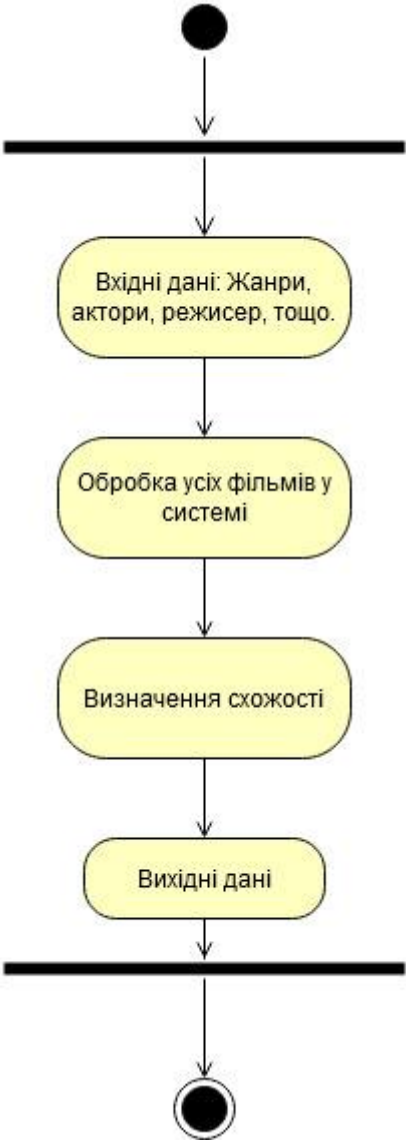 Вхідні дані: Жанри,
актори, режисер, тощо.
Обробка усіх фільмів у
системі
Визначення схожості
Вихідні дані